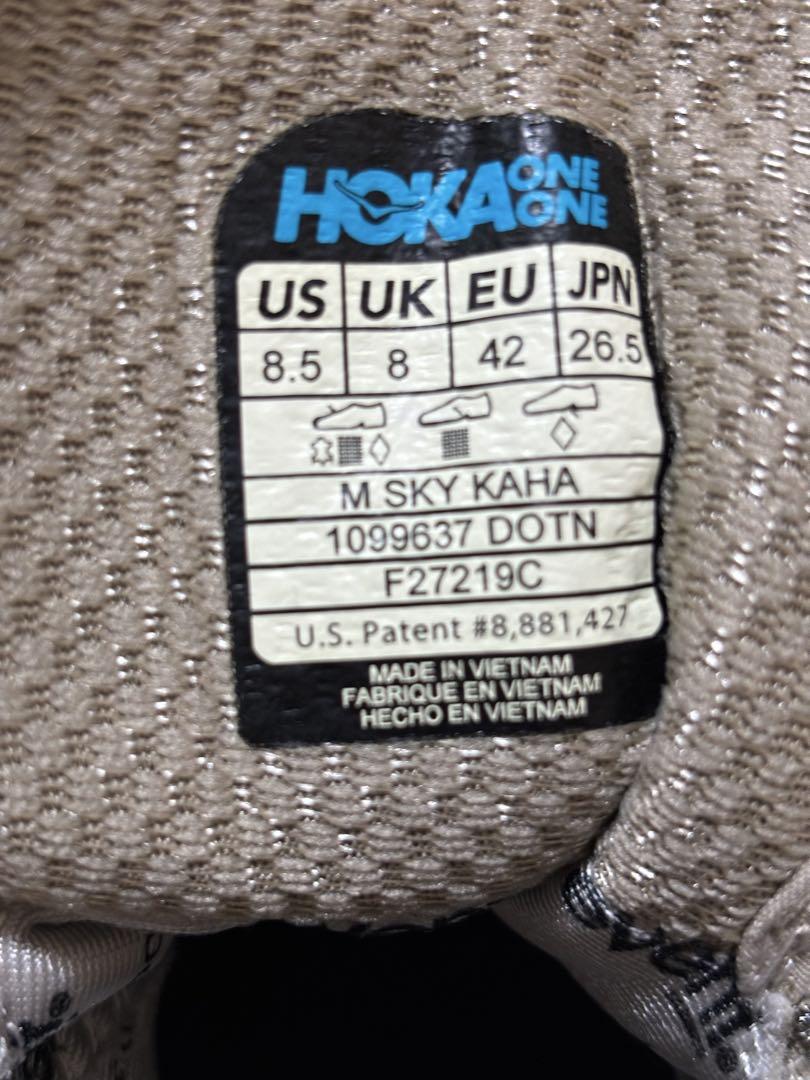 HOKA ONE ONE
US UK EU JPN
8.5 8 42 26.5
M SKY KAHA
1099637 DOTN
F27219C
U.S. Patent #8,881,427
MADE IN VIETNAM
FABRIQUE EN VIETNAM
HECHO EN VIETNAM